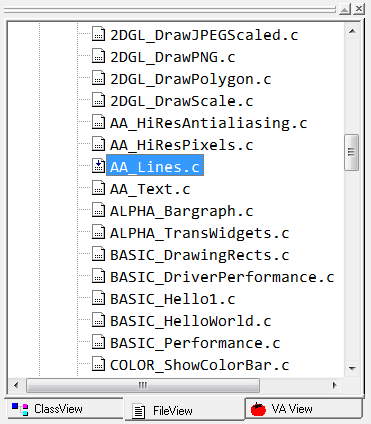 2DGL_DrawJPEGScaled.c
2DGL_DrawPNG.c
2DGL_DrawPolygon.c
2DGL_DrawScale.c
AA_HiResAntialiasing.c
AA_HiResPixels.c
AA_Lines.c
AA_Text.c
ALPHA_Bargraph.c
ALPHA_TransWidgets.c
BASIC_DrawingRects.c
BASIC_DriverPerformance.c
BASIC_Hello1.c
BASIC_HelloWorld.c
BASIC_Performance.c
COLOR_ShowColorBar.c
ClassView FileView VA View